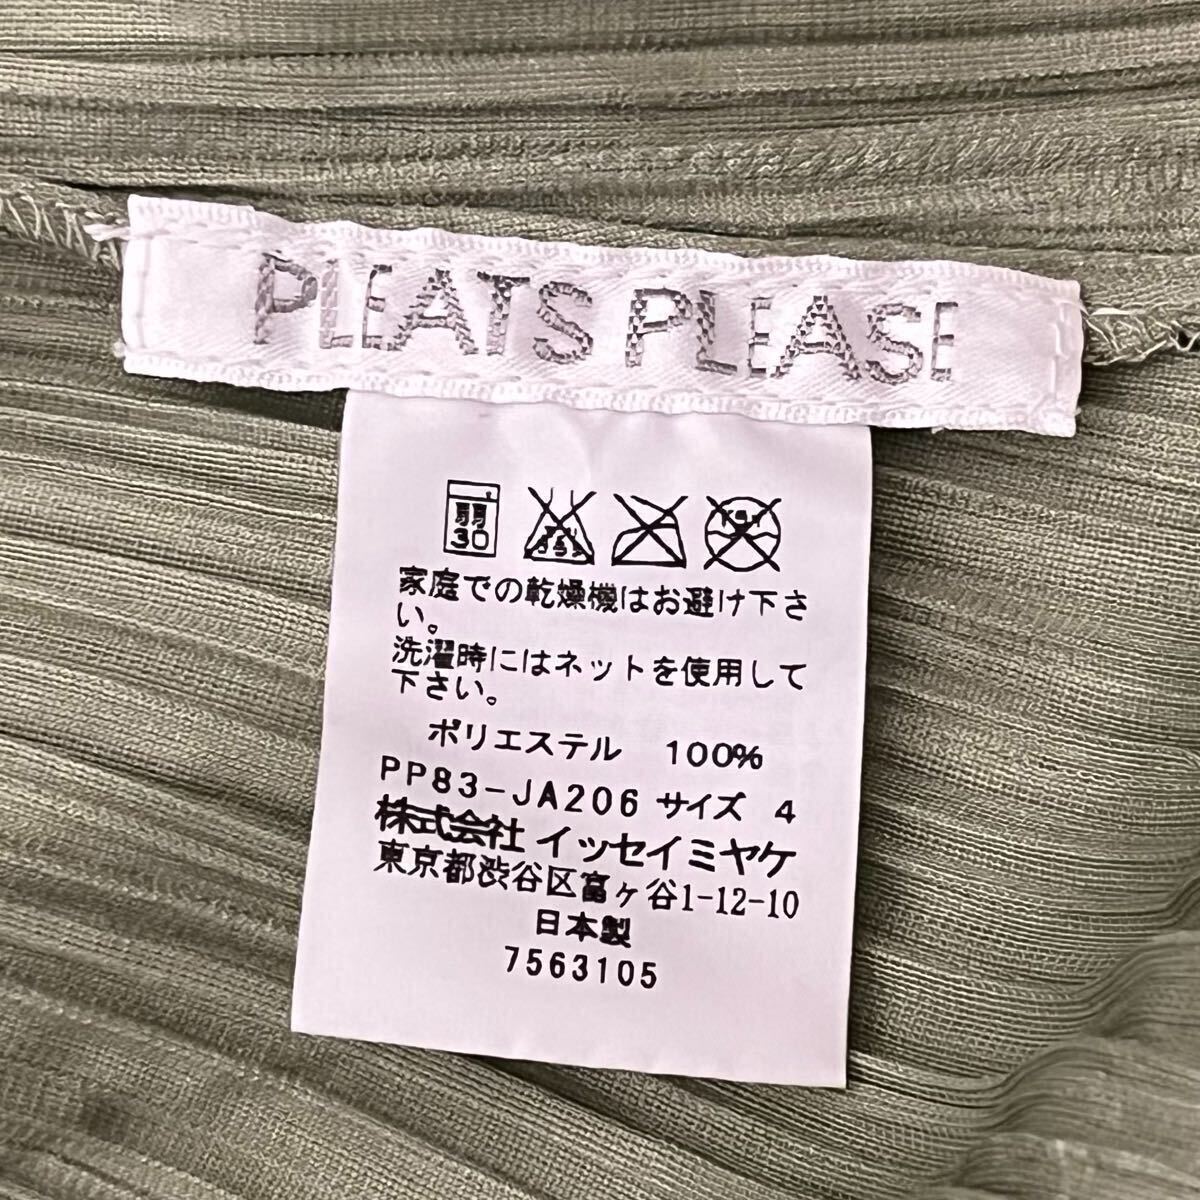 PLEATS PLEASE
弱
30
家庭での乾燥機はお避け下さ
い。
洗濯時にはネットを使用して
下さい。
ポリエステル 100%
PP83-JA206 サイズ 4
株式会社 イッセイミヤケ
東京都渋谷区富ヶ谷1-12-10
日本製
7563105